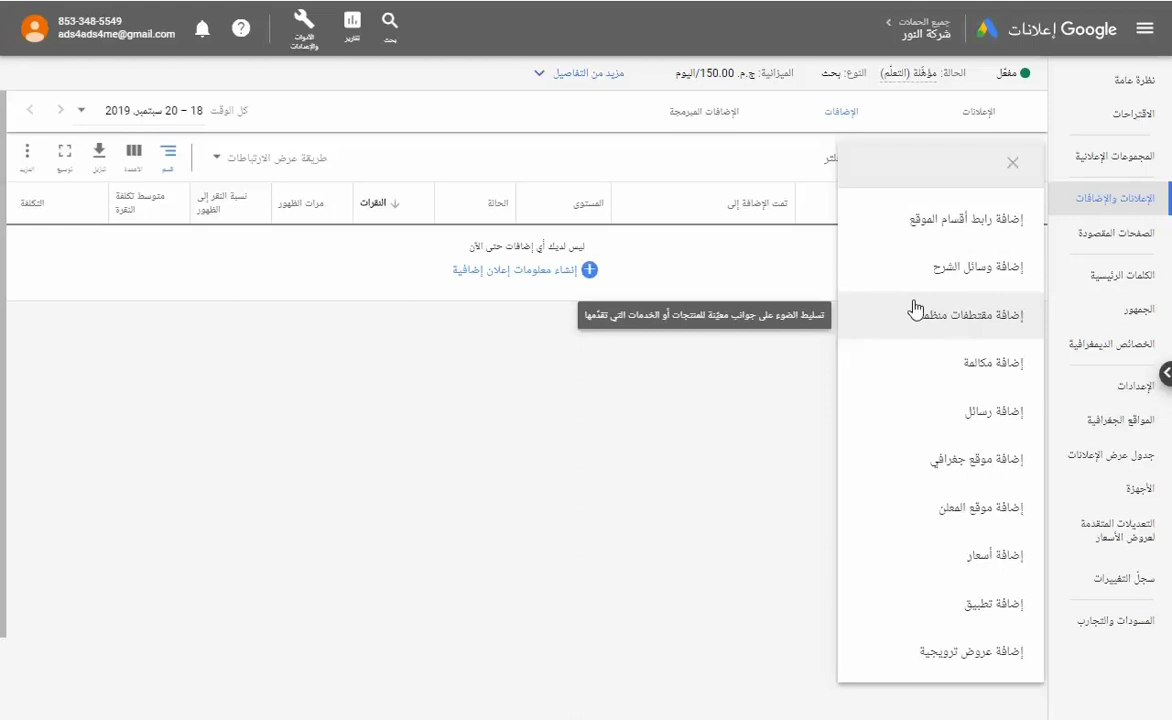 Google إعلانات
جميع الحملات
شركة النور
بحث
تقرير
الأدوات
والإعدادات
853-348-5549
ads4ads4me@gmail.com
مفعّل
الحالة: مؤهّلة (التعلّم)
النوع: بحث
الميزانية: ج.م. 150.00/اليوم
مزيد من التفاصيل
نظرة عامة
الاقتراحات
المجموعات الإعلانية
الإعلانات والإضافات
الصفحات المقصودة
الكلمات الرئيسية
الجمهور
الخصائص الديمغرافية
الإعدادات
المواقع الجغرافية
جدول عرض الإعلانات
الأجهزة
التعديلات المتقدمة
لعروض الأسعار
سجلّ التغييرات
المسودات والتجارب
الإعلانات
الإضافات
الإضافات المبرمجة
كل الوقت
18 – 20 سبتمبر، 2019
طريقة عرض الارتباطات
قسم
الأعمدة
تنزيل
توسيع
المزيد
تمت الإضافة إلى
المستوى
الحالة
النقرات
مرات الظهور
نسبة النقر إلى
الظهور
متوسط تكلفة
النقرة
التكلفة
ليس لديك أي إضافات حتى الآن
إنشاء معلومات إعلان إضافية
إضافة رابط أقسام الموقع
إضافة وسائل الشرح
إضافة مقتطفات
تسليط الضوء على جوانب معيّنة للمنتجات أو الخدمات التي تقدّمها
إضافة مكالمة
إضافة رسائل
إضافة موقع جغرافي
إضافة موقع المعلن
إضافة أسعار
إضافة تطبيق
إضافة عروض ترويجية